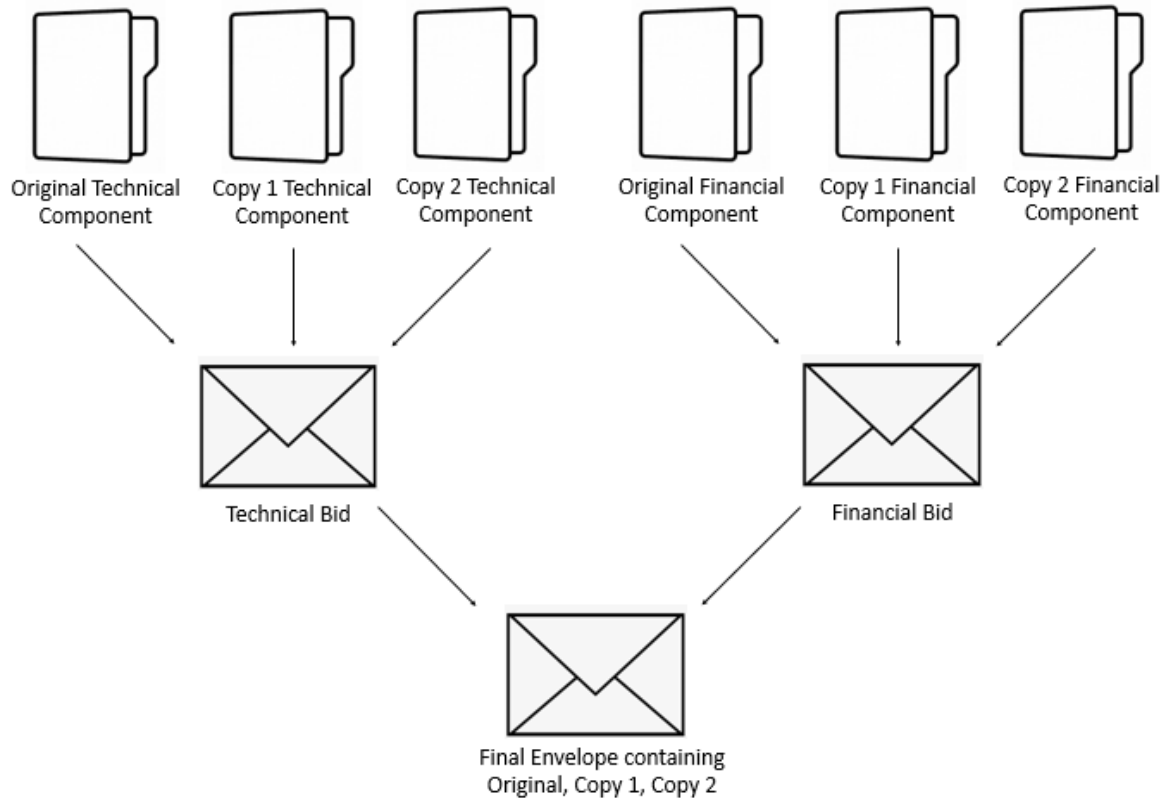 Original Technical
Component
Copy 1 Technical
Component
Copy 2 Technical
Component
Original Financial
Component
Copy 1 Financial
Component
Copy 2 Financial
Component
Technical Bid
Financial Bid
Final Envelope containing
Original, Copy 1, Copy 2